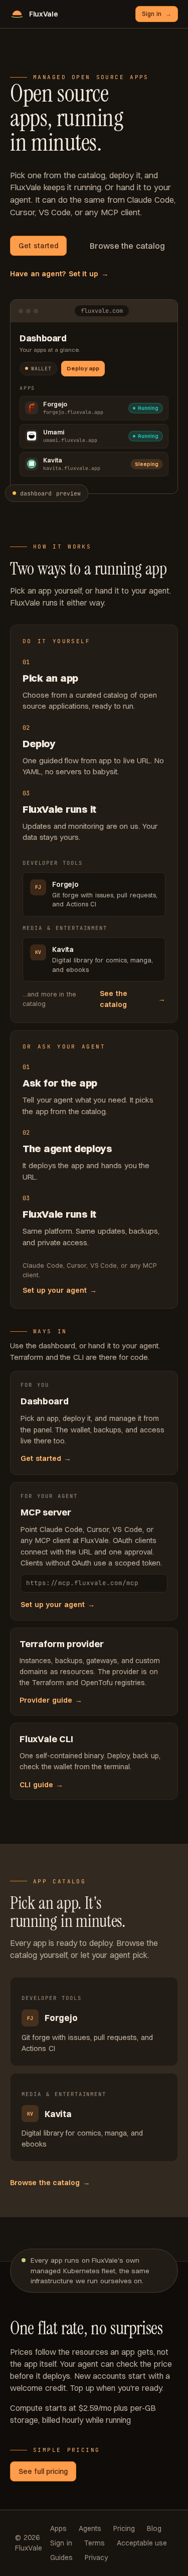 FluxVale
Sign in →
MANAGED OPEN SOURCE APPS
Open source
apps, running
in minutes.
Pick one from the catalog, deploy it, and
FluxVale keeps it running. Or hand it to your
agent. It can do the same from Claude Code,
Cursor, VS Code, or any MCP client.
Get started
Browse the catalog
Have an agent? Set it up →
fluxvale.com
Dashboard
Your apps at a glance.
WALLET
Deploy app
APPS
Forgejo
forgejo.fluxvale.app
Running
Umami
umami.fluxvale.app
Running
Kavita
kavita.fluxvale.app
Sleeping
dashboard preview
HOW IT WORKS
Two ways to a running app
Pick an app yourself, or hand it to your agent.
FluxVale runs it either way.
DO IT YOURSELF
01
Pick an app
Choose from a curated catalog of open
source applications, ready to run.
02
Deploy
One guided flow from app to live URL. No
YAML, no servers to babysit.
03
FluxVale runs it
Updates and monitoring are on us. Your
data stays yours.
DEVELOPER TOOLS
FJ
Forgejo
Git forge with issues, pull requests,
and Actions CI
MEDIA & ENTERTAINMENT
KV
Kavita
Digital library for comics, manga,
and ebooks
...and more in the
catalog
See the
catalog →
OR ASK YOUR AGENT
01
Ask for the app
Tell your agent what you need. It picks
the app from the catalog.
02
The agent deploys
It deploys the app and hands you the
URL.
03
FluxVale runs it
Same platform. Same updates, backups,
and private access.
Claude Code, Cursor, VS Code, or any MCP
client.
Set up your agent →
WAYS IN
Use the dashboard, or hand it to your agent.
Terraform and the CLI are there for code.
FOR YOU
Dashboard
Pick an app, deploy it, and manage it from
the panel. The wallet, backups, and access
live there too.
Get started →
FOR YOUR AGENT
MCP server
Point Claude Code, Cursor, VS Code, or
any MCP client at FluxVale. OAuth clients
connect with the URL and one approval.
Clients without OAuth use a scoped token.
https://mcp.fluxvale.com/mcp
Set up your agent →
Terraform provider
Instances, backups, gateways, and custom
domains as resources. The provider is on
the Terraform and OpenTofu registries.
Provider guide →
FluxVale CLI
One self-contained binary. Deploy, back up,
check the wallet from the terminal.
CLI guide →
APP CATALOG
Pick an app. It's
running in minutes.
Every app is ready to deploy. Browse the
catalog yourself, or let your agent pick.
DEVELOPER TOOLS
FJ
Forgejo
Git forge with issues, pull requests, and
Actions CI
MEDIA & ENTERTAINMENT
KV
Kavita
Digital library for comics, manga, and
ebooks
Browse the catalog →
Every app runs on FluxVale's own
managed Kubernetes fleet, the same
infrastructure we run ourselves on.
One flat rate, no surprises
Prices follow the resources an app gets, not
the app itself. Your agent can check the price
before it deploys. New accounts start with a
welcome credit. Top up when you're ready.
Compute starts at $2.59/mo plus per-GB
storage, billed hourly while running
SIMPLE PRICING
See full pricing
© 2026
FluxVale
Apps Agents Pricing Blog
Sign in Terms Acceptable use
Guides Privacy